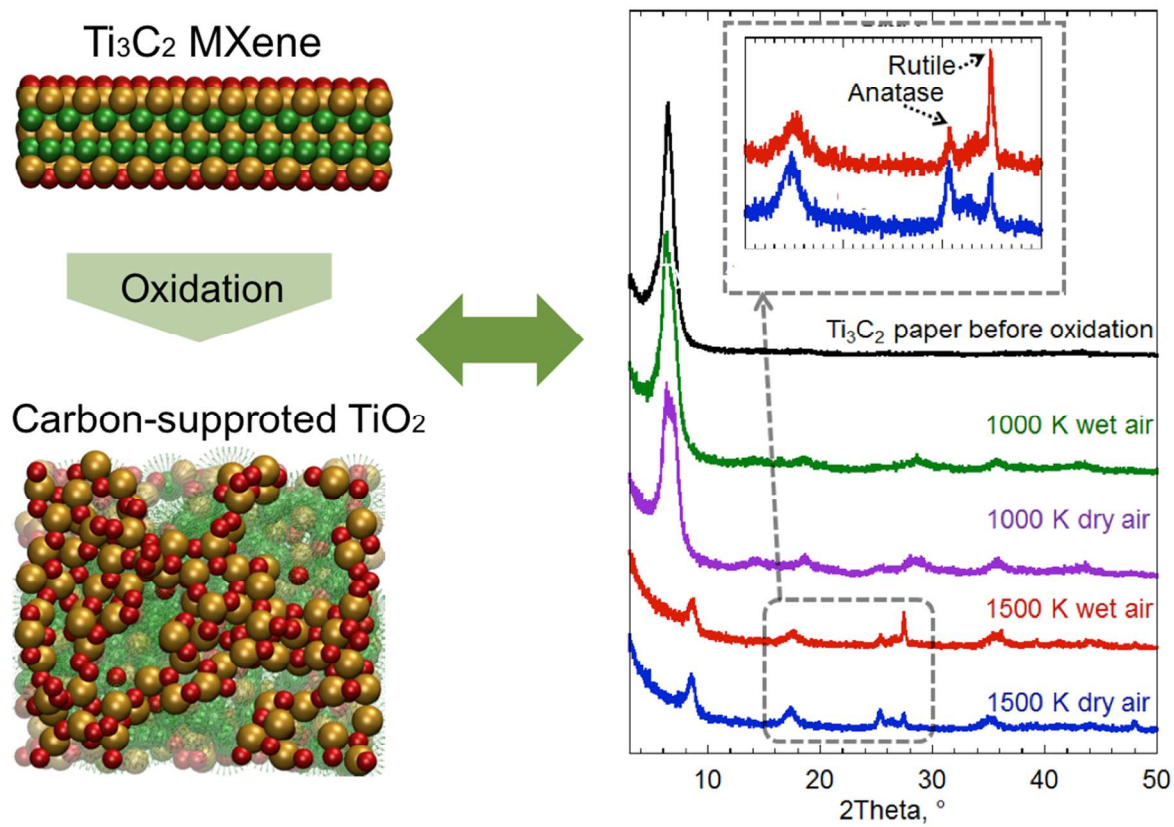 Ti₃C₂ MXene
Oxidation
Carbon-supproted TiO₂
Rutile
Anatase
Ti₃C₂ paper before oxidation
1000 K wet air
1000 K dry air
1500 K wet air
1500 K dry air
10 20 30 40 50
2Theta, °